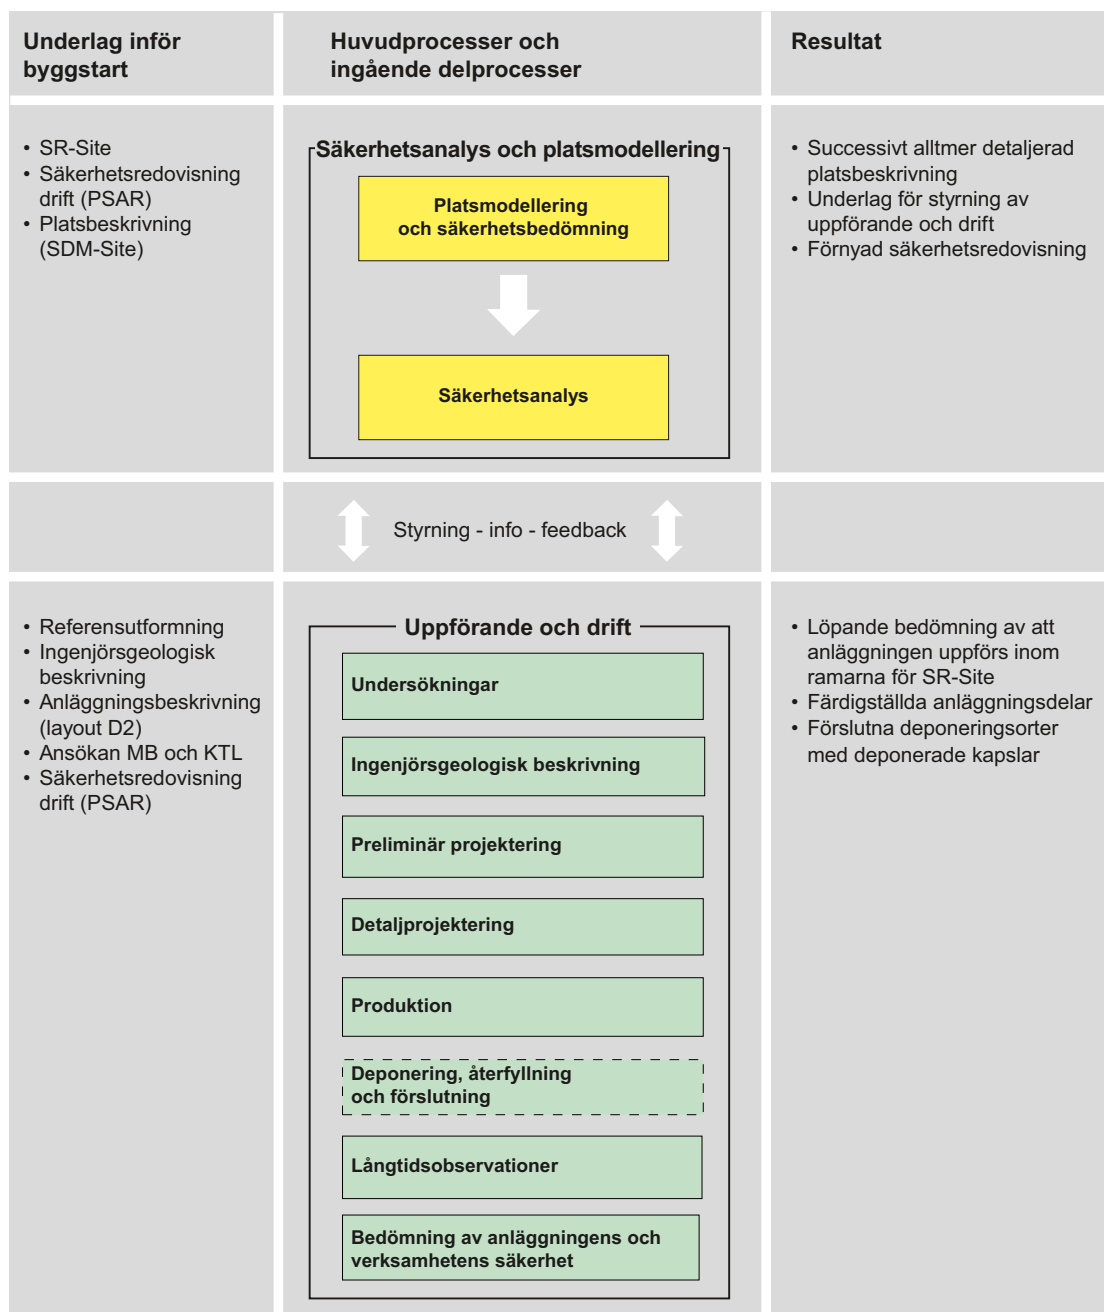 Underlag inför
byggstart
Huvudprocesser och
ingående delprocesser
Resultat
• SR-Site
• Säkerhetsredovisning
drift (PSAR)
• Platsbeskrivning
(SDM-Site)
Säkerhetsanalys och platsmodellering
Platsmodellering
och säkerhetsbedömning
Säkerhetsanalys
• Successivt alltmer detaljerad
platsbeskrivning
• Underlag för styrning av
uppförande och drift
• Förnyad säkerhetsredovisning
Styrning - info - feedback
• Referensutformning
• Ingenjörsgeologisk
beskrivning
• Anläggningsbeskrivning
(layout D2)
• Ansökan MB och KTL
• Säkerhetsredovisning
drift (PSAR)
Uppförande och drift
Undersökningar
Ingenjörsgeologisk beskrivning
Preliminär projektering
Detaljprojektering
Produktion
Deponering, återfyllning
och förslutning
Långtidsobservationer
Bedömning av anläggningens och
verksamhetens säkerhet
• Löpande bedömning av att
anläggningen uppförs inom
ramarna för SR-Site
• Färdigställda anläggningsdelar
• Förslutna deponeringsorter
med deponerade kapslar